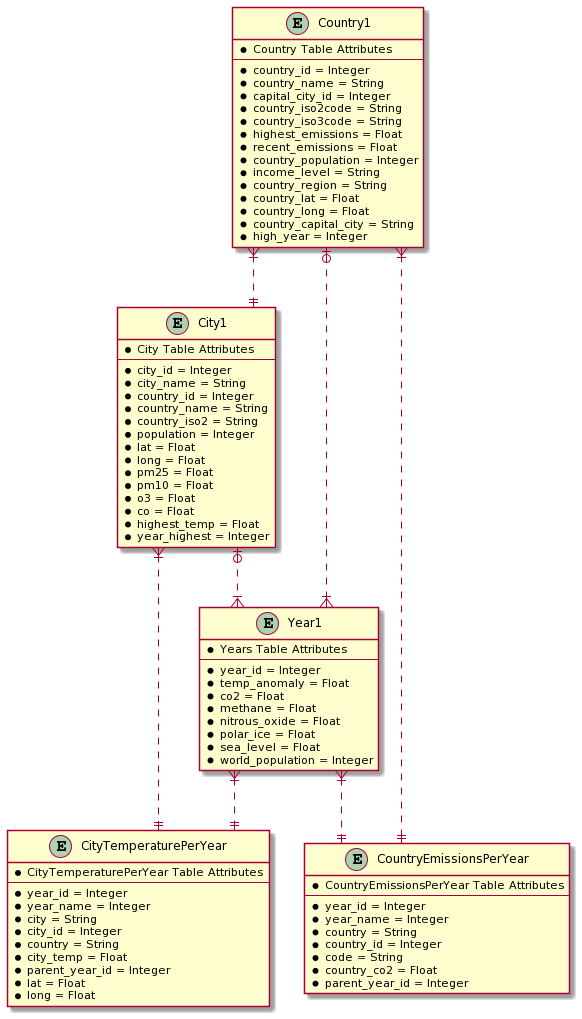 E Country1
Country Table Attributes
country_id = Integer
country_name = String
capital_city_id = Integer
country_iso2code = String
country_iso3code = String
highest_emissions = Float
recent_emissions = Float
country_population = Integer
income_level = String
country_region = String
country_lat = Float
country_long = Float
country_capital_city = String
high_year = Integer
E City1
City Table Attributes
city_id = Integer
city_name = String
country_id = Integer
country_name = String
country_iso2 = String
population = Integer
lat = Float
long = Float
pm25 = Float
pm10 = Float
o3 = Float
co = Float
highest_temp = Float
year_highest = Integer
E Year1
Years Table Attributes
year_id = Integer
temp_anomaly = Float
co2 = Float
methane = Float
nitrous_oxide = Float
polar_ice = Float
sea_level = Float
world_population = Integer
E CityTemperaturePerYear
CityTemperaturePerYear Table Attributes
year_id = Integer
year_name = Integer
city = String
city_id = Integer
country = String
city_temp = Float
parent_year_id = Integer
lat = Float
long = Float
E CountryEmissionsPerYear
CountryEmissionsPerYear Table Attributes
year_id = Integer
year_name = Integer
country = String
country_id = Integer
code = String
country_co2 = Float
parent_year_id = Integer